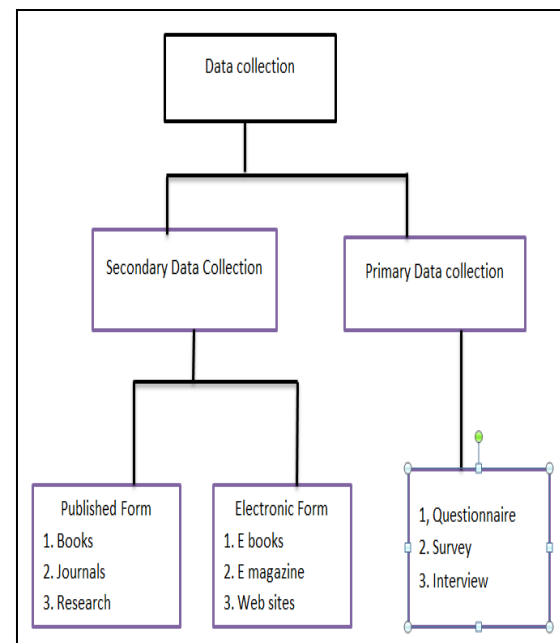 Data collection
Secondary Data Collection
Primary Data collection
Published Form
1. Books
2. Journals
3. Research
Electronic Form
1. E books
2. E magazine
3. Web sites
1, Questionnaire
2. Survey
3. Interview